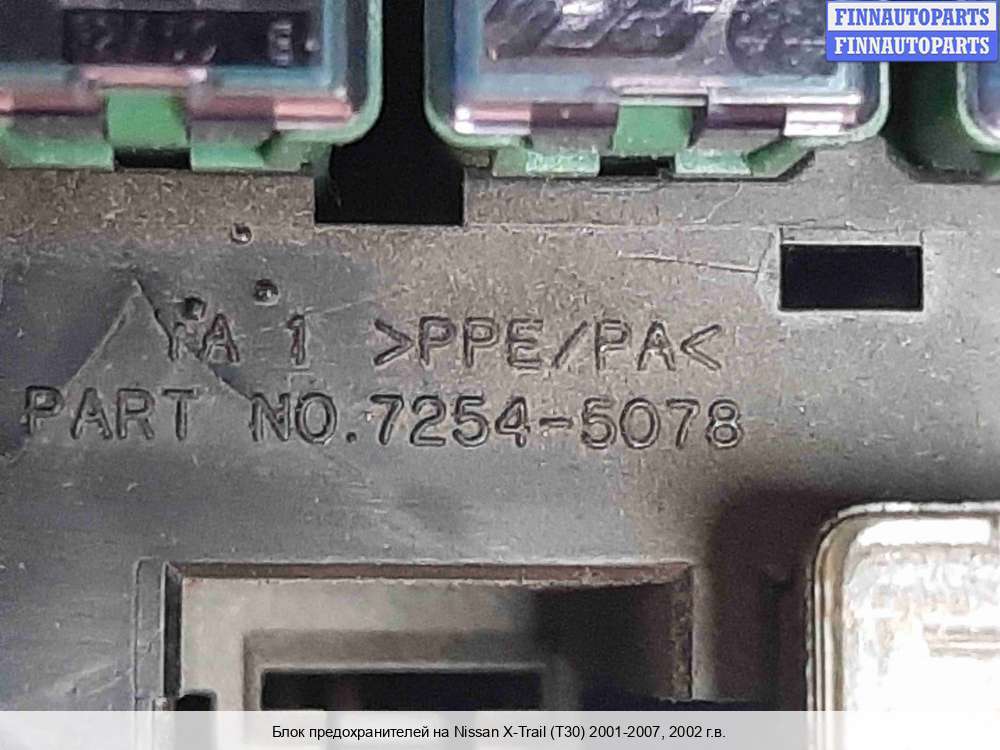 FINNAUTOPARTS
FINNAUTOPARTS
YA 1 >PPE/PA<
PART NO.7254-5078
Блок предохранителей на Nissan X-Trail (T30) 2001-2007, 2002 г.в.